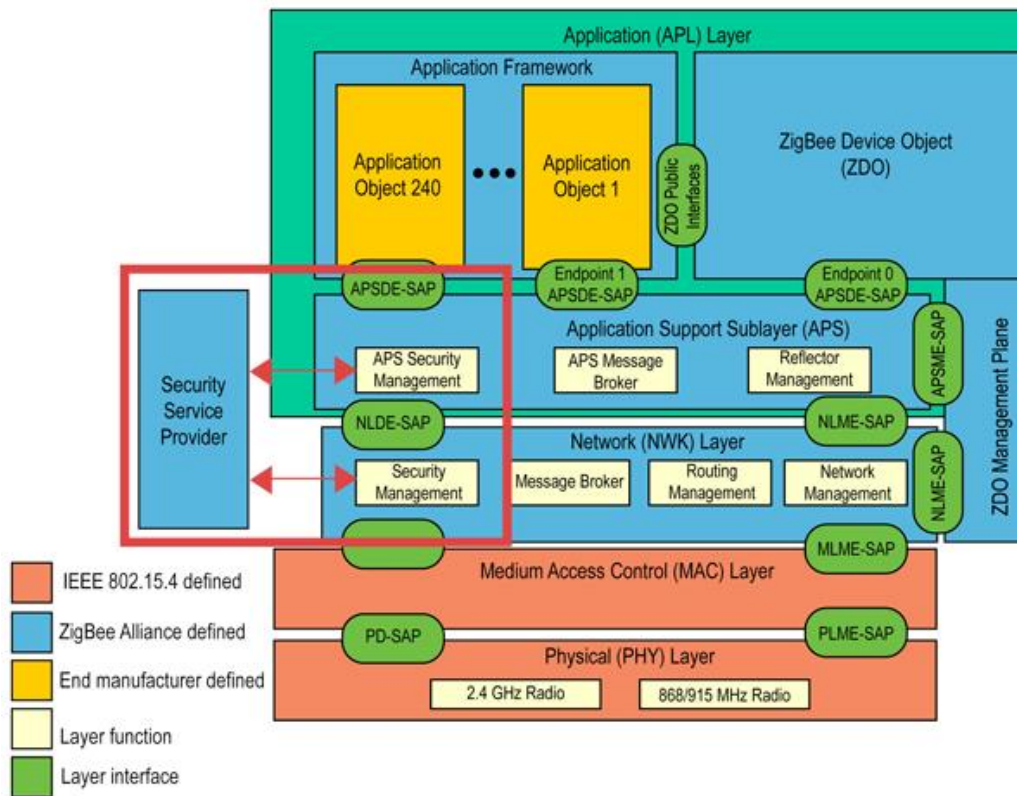 Application (APL) Layer
Application Framework
Application
Object 240
Application
Object 1
ZDO Public
Interfaces
ZigBee Device Object
(ZDO)
APSDE-SAP
Endpoint 1
APSDE-SAP
Endpoint 0
APSDE-SAP
Security
Service
Provider
Application Support Sublayer (APS)
APS Security
Management
APS Message
Broker
Reflector
Management
APSME-SAP
ZDO Management Plane
NLDE-SAP
NLME-SAP
Network (NWK) Layer
Security
Management
Message Broker
Routing
Management
Network
Management
NLME-SAP
MLME-SAP
Medium Access Control (MAC) Layer
PD-SAP
PLME-SAP
Physical (PHY) Layer
2.4 GHz Radio
868/915 MHz Radio
IEEE 802.15.4 defined
ZigBee Alliance defined
End manufacturer defined
Layer function
Layer interface